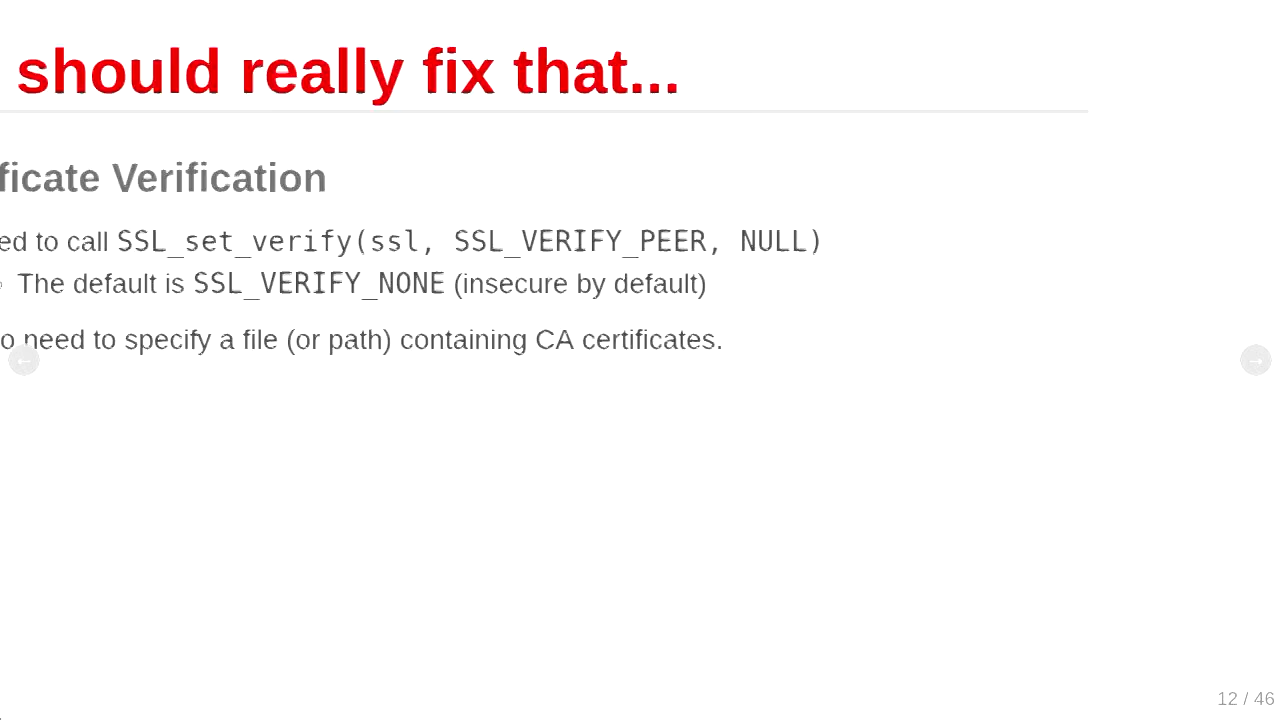 should really fix that...
ficate Verification
ed to call SSL_set_verify(ssl, SSL_VERIFY_PEER, NULL)
The default is SSL_VERIFY_NONE (insecure by default)
o need to specify a file (or path) containing CA certificates.
← →
12 / 46